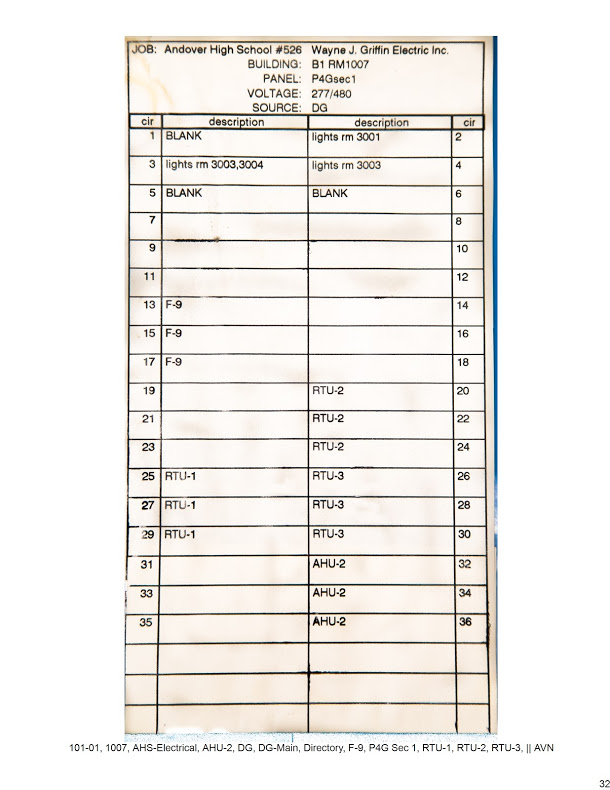 JOB: Andover High School #526 Wayne J. Griffin Electric Inc.
BUILDING: B1 RM1007
PANEL: P4Gsec1
VOLTAGE: 277/480
SOURCE: DG
cir description description cir
1 BLANK lights rm 3001 2
3 lights rm 3003,3004 lights rm 3003 4
5 BLANK BLANK 6
7 8
9 10
11 12
13 F-9 14
15 F-9 16
17 F-9 18
19 RTU-2 20
21 RTU-2 22
23 RTU-2 24
25 RTU-1 RTU-3 26
27 RTU-1 RTU-3 28
29 RTU-1 RTU-3 30
31 AHU-2 32
33 AHU-2 34
35 AHU-2 36
101-01, 1007, AHS-Electrical, AHU-2, DG, DG-Main, Directory, F-9, P4G Sec 1, RTU-1, RTU-2, RTU-3, || AVN
32